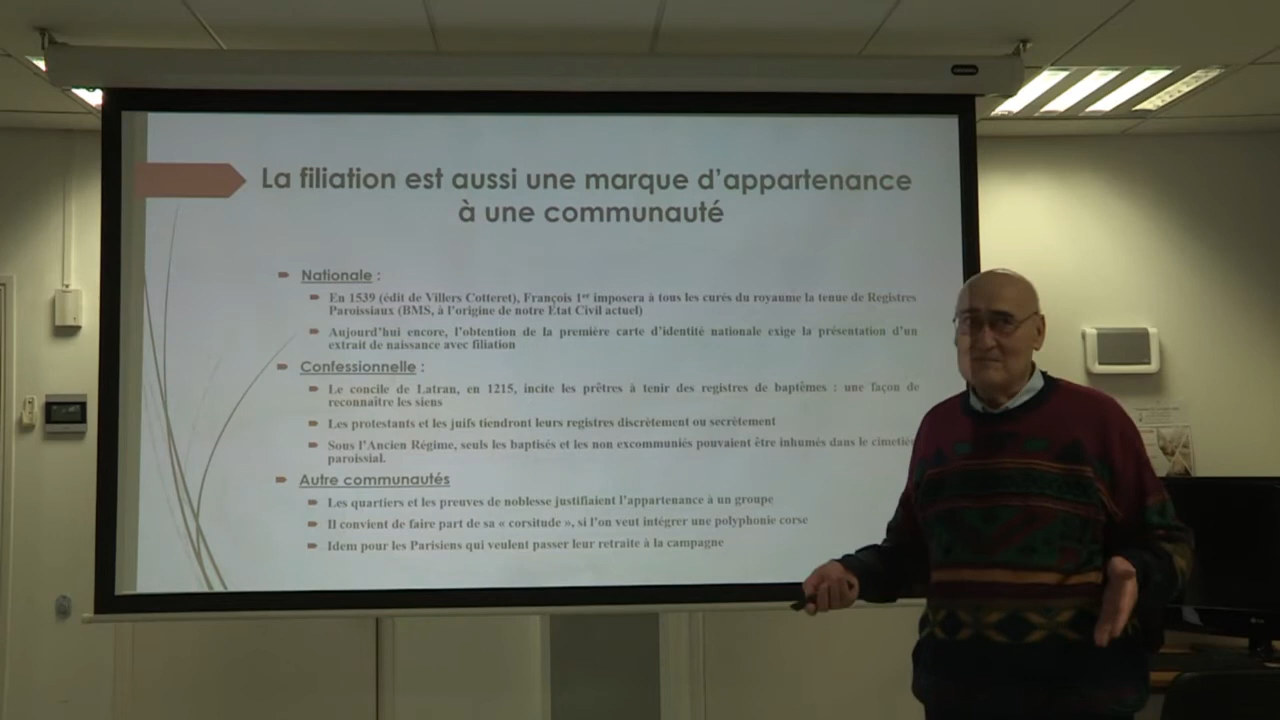 La filiation est aussi une marque d'appartenance
à une communauté
Nationale :
En 1539 (édit de Villers Cotteret), François 1er imposera à tous les curés du royaume la tenue de Registres
Paroissiaux (BMS, à l'origine de notre Etat Civil actuel)
Aujourd'hui encore, l'obtention de la première carte d'identité nationale exige la présentation d'un
extrait de naissance avec filiation
Confessionnelle :
Le concile de Latran, en 1215, incite les prêtres à tenir des registres de baptêmes : une façon de
reconnaître les siens
Les protestants et les juifs tiendront leurs registres discrètement ou secrètement
Sous l'Ancien Régime, seuls les baptisés et les non excommuniés pouvaient être inhumés dans le cimetière
paroissial.
Autre communautés
Les quartiers et les preuves de noblesse justifiaient l'appartenance à un groupe
Il convient de faire part de sa « corsitude », si l'on veut intégrer une polyphonie corse
Idem pour les Parisiens qui veulent passer leur retraite à la campagne